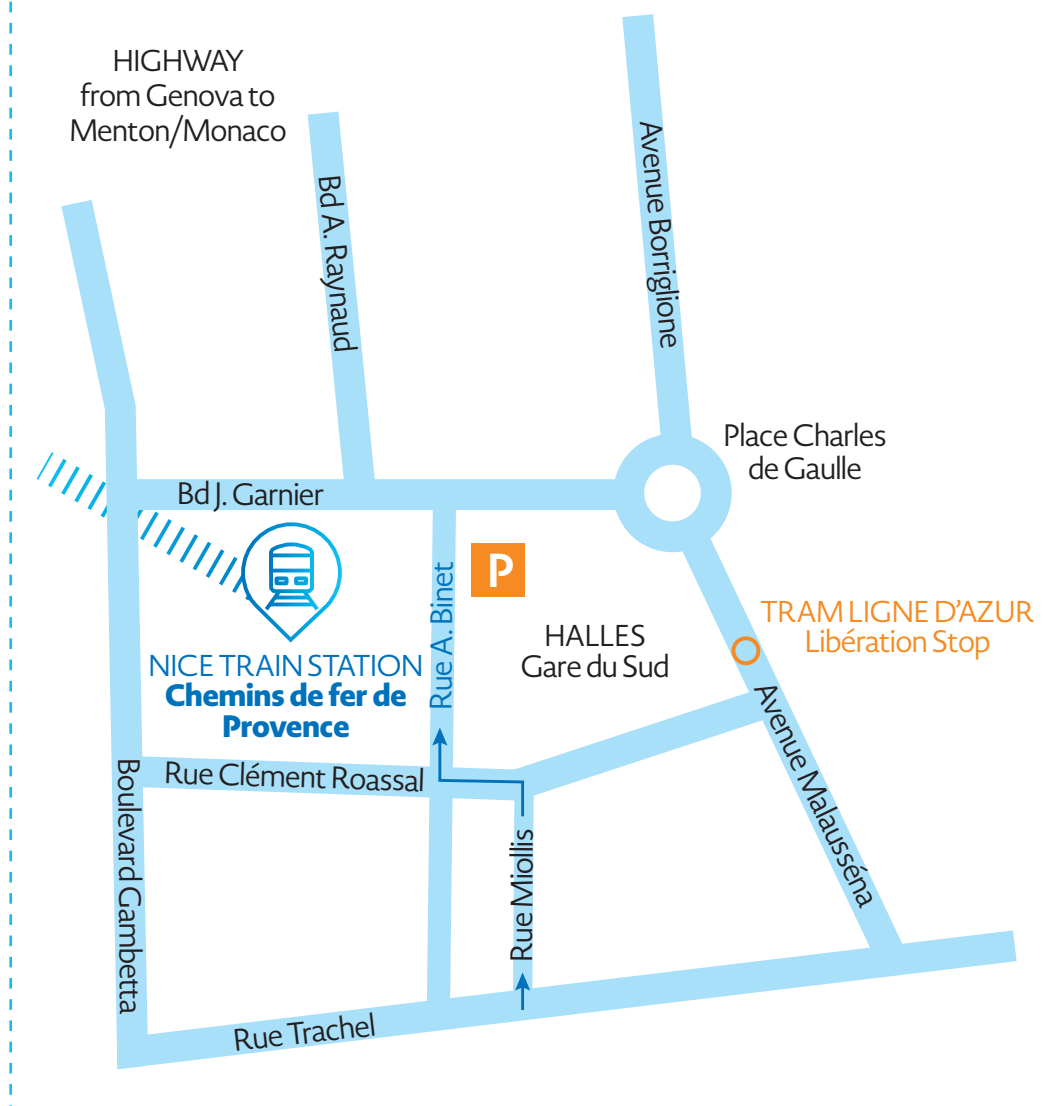 HIGHWAY
from Genova to
Menton/Monaco
Bd A. Raynaud
Avenue Borriglione
Place Charles
de Gaulle
Bd J. Garnier
P
Rue A. Binet
HALLES
Gare du Sud
TRAM LIGNE D'AZUR
Libération Stop
NICE TRAIN STATION
Chemins de fer de
Provence
Avenue Malausséna
Rue Clément Roassal
Boulevard Gambetta
Rue Miollis
Rue Trachel